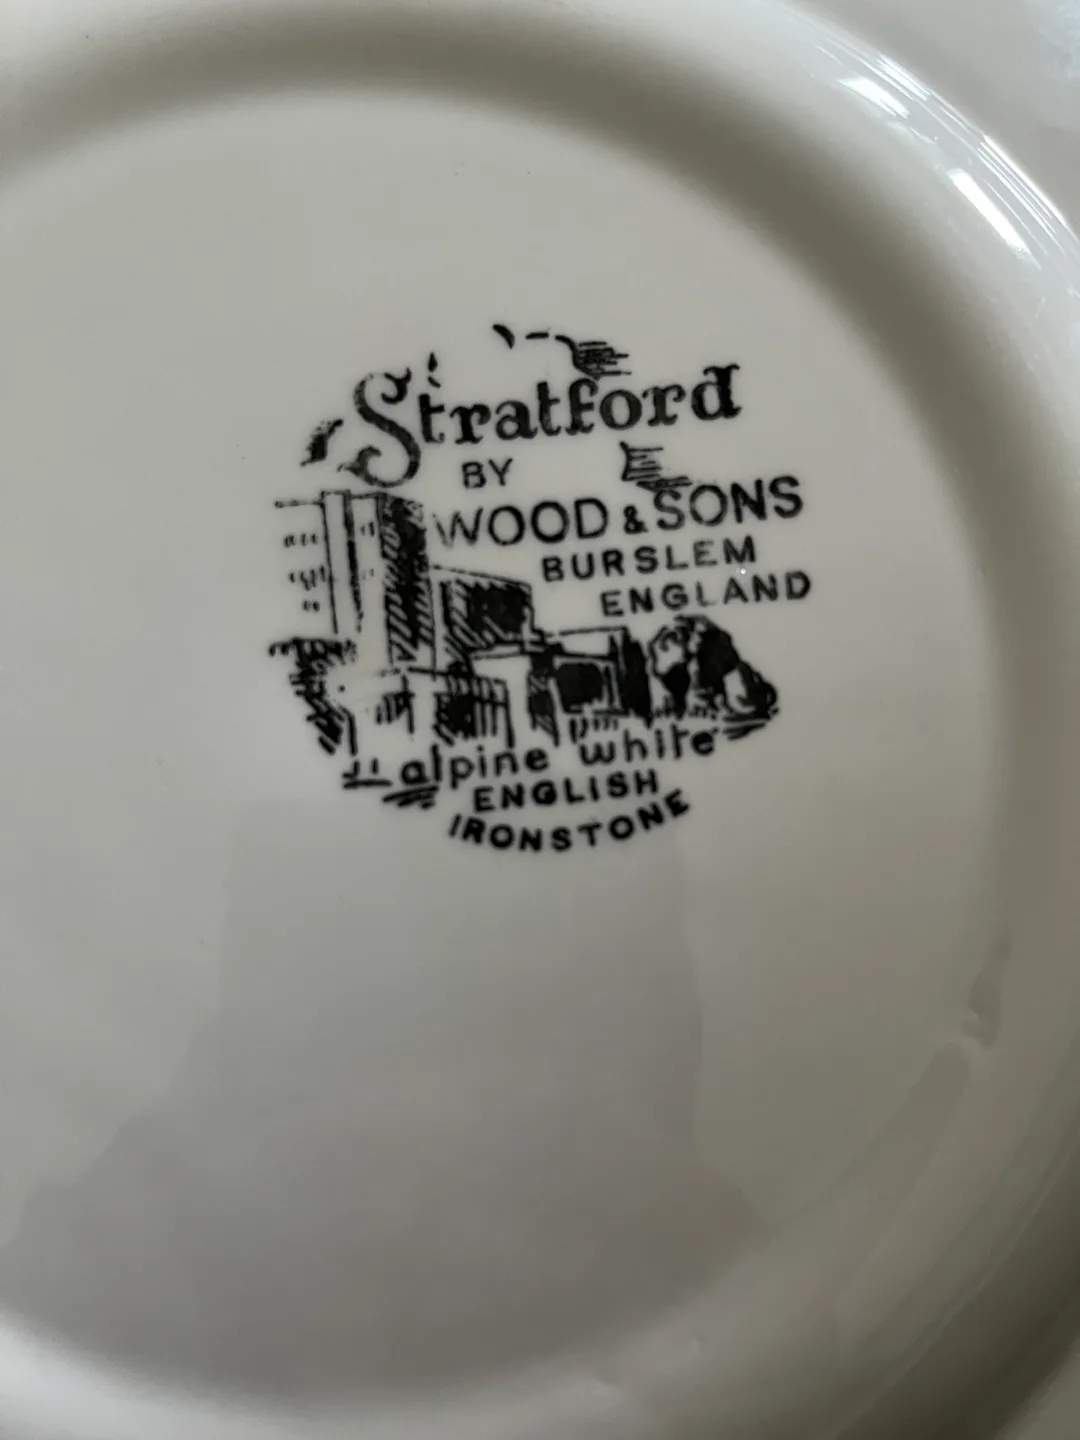 Stratford
BY
WOOD & SONS
BURSLEM
ENGLAND
alpine white
ENGLISH
IRONSTONE